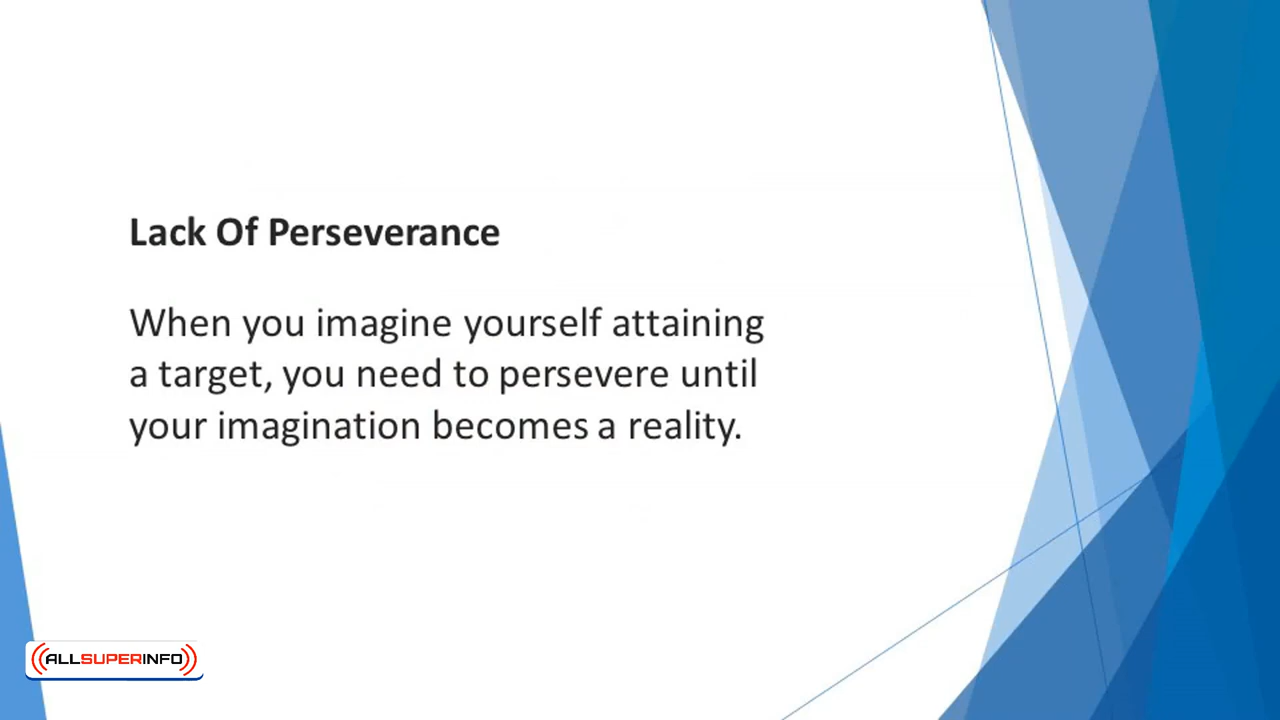 Lack Of Perseverance
When you imagine yourself attaining
a target, you need to persevere until
your imagination becomes a reality.
ALLSUPERINFO